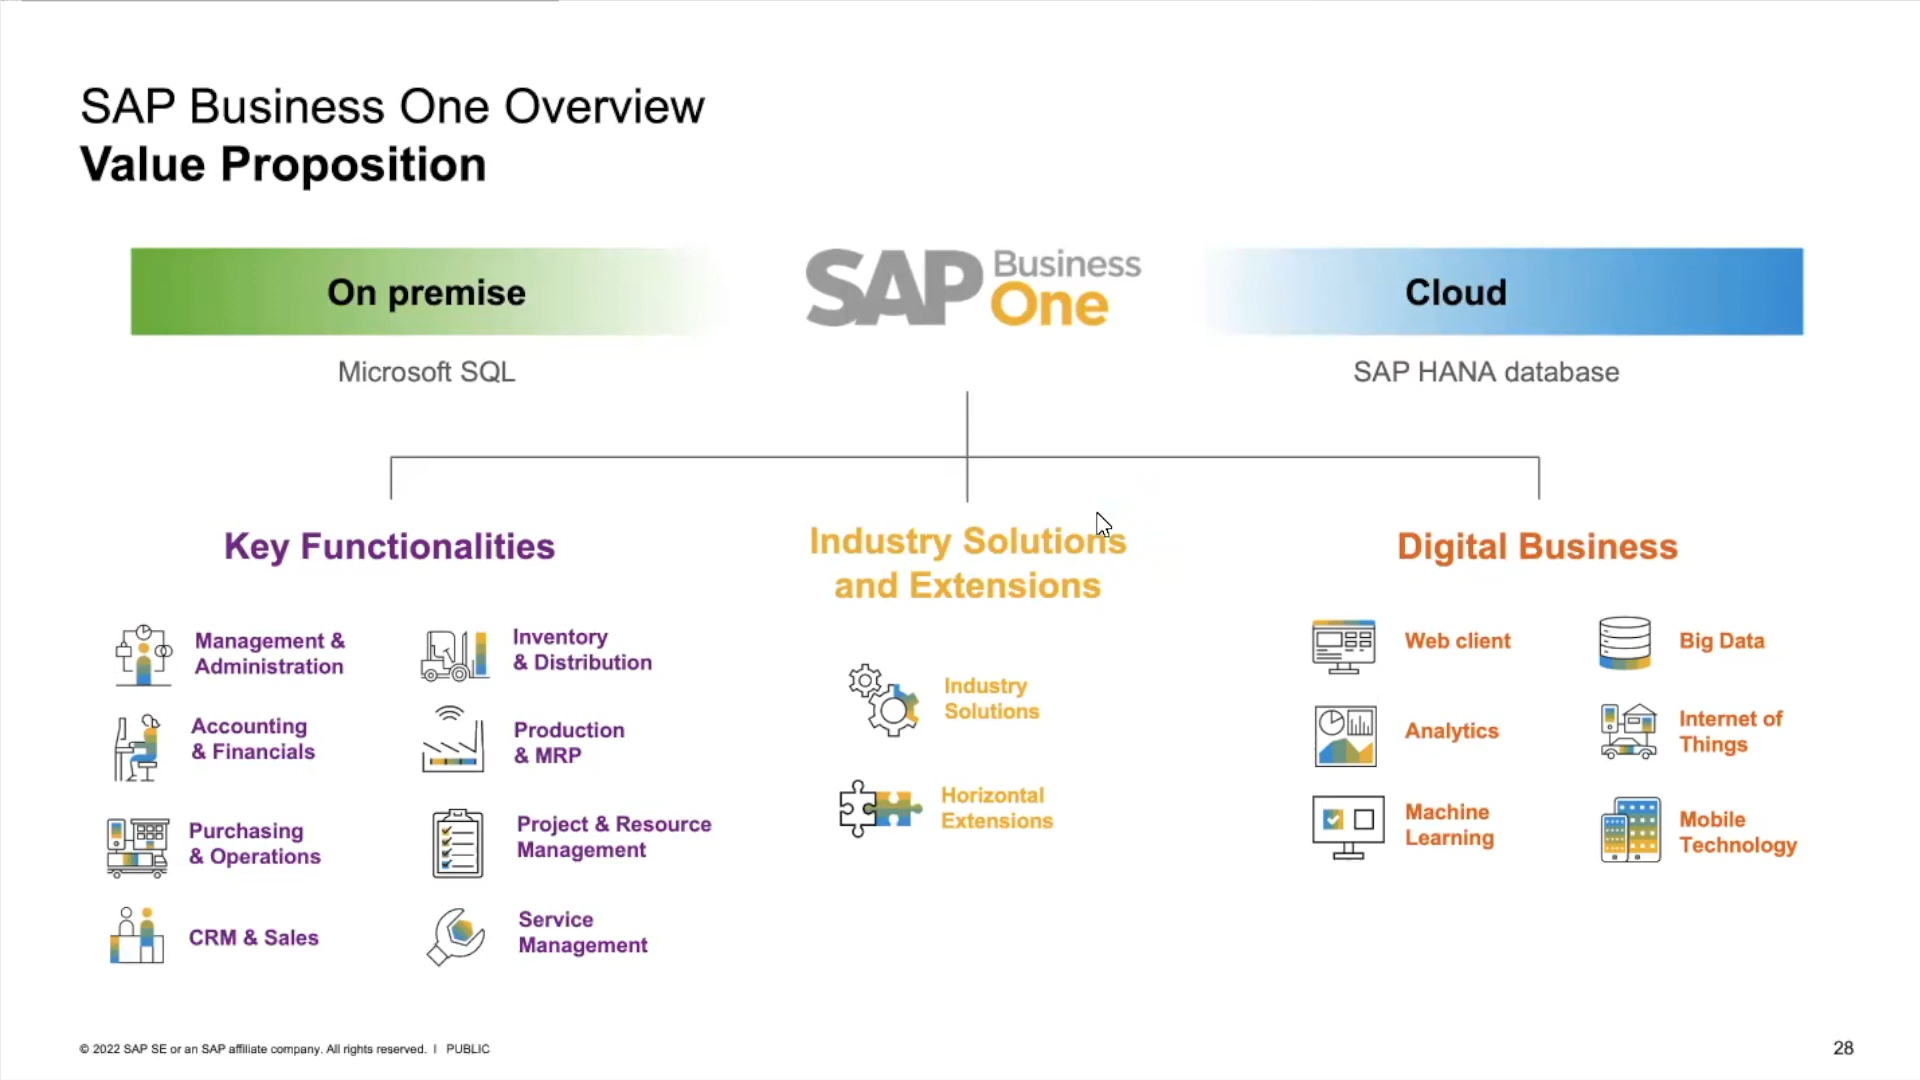 SAP Business One Overview
Value Proposition
On premise
SAP Business
One
Cloud
Microsoft SQL
SAP HANA database
Key Functionalities
Management &
Administration
Accounting
& Financials
Purchasing
& Operations
CRM & Sales
Inventory
& Distribution
Production
& MRP
Project & Resource
Management
Service
Management
Industry Solutions
and Extensions
Industry
Solutions
Horizontal
Extensions
Digital Business
Web client
Analytics
Machine
Learning
Big Data
Internet of
Things
Mobile
Technology
© 2022 SAP SE or an SAP affiliate company. All rights reserved. I PUBLIC
28